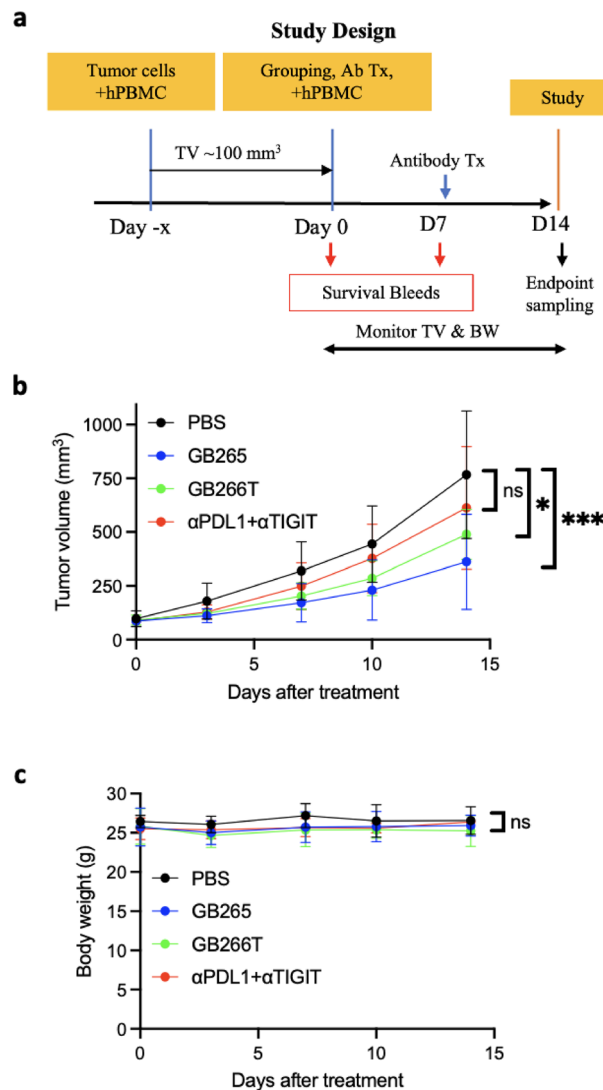 a
Study Design
Tumor cells
+hPBMC
Grouping, Ab Tx,
+hPBMC
Study
TV ~100 mm³
Antibody Tx
Day -x
Day 0
D7
D14
Survival Bleeds
Endpoint
sampling
Monitor TV & BW
b
Tumor volume (mm³)
1000
750
500
250
0
PBS
GB265
GB266T
αPDL1+αTIGIT
ns
*
***
0
5
10
15
Days after treatment
c
Body weight (g)
30
25
20
15
10
5
0
ns
PBS
GB265
GB266T
αPDL1+αTIGIT
0
5
10
15
Days after treatment